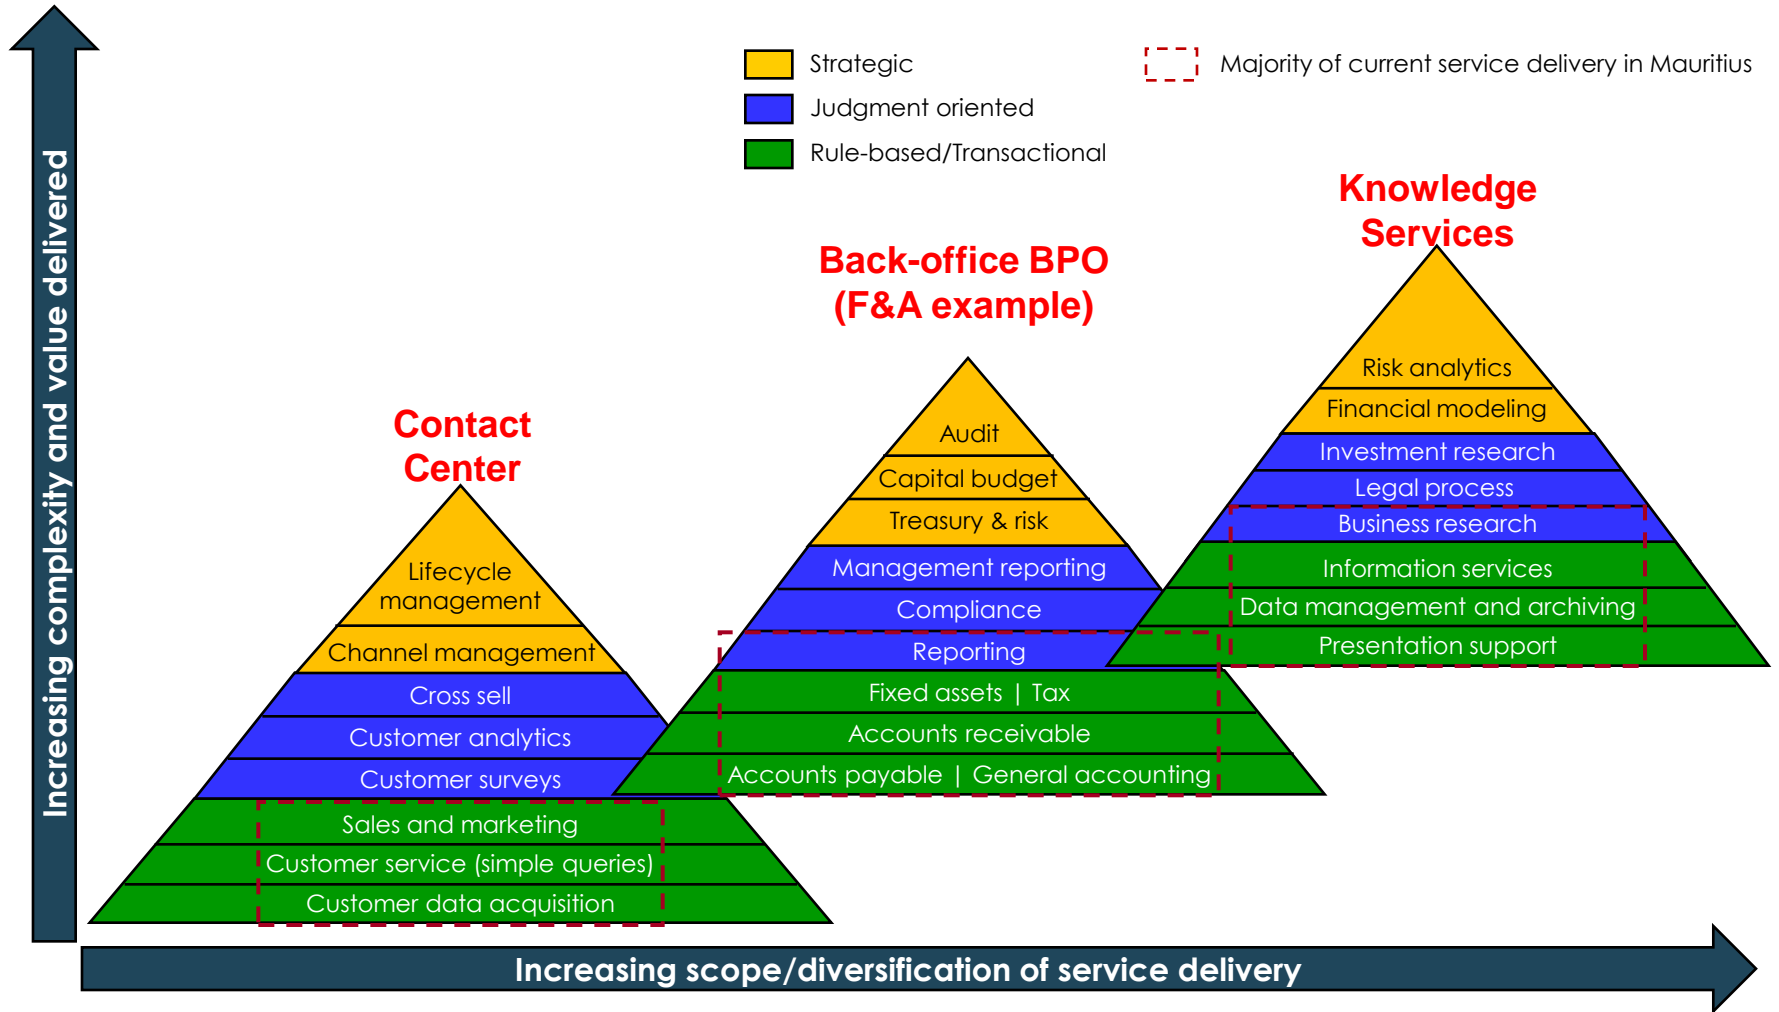 Strategic
Judgment oriented
Rule-based/Transactional
Majority of current service delivery in Mauritius
Increasing complexity and value delivered
Contact
Center
Lifecycle
management
Channel management
Cross sell
Customer analytics
Customer surveys
Sales and marketing
Customer service (simple queries)
Customer data acquisition
Back-office BPO
(F&A example)
Audit
Capital budget
Treasury & risk
Management reporting
Compliance
Reporting
Fixed assets | Tax
Accounts receivable
Accounts payable | General accounting
Knowledge
Services
Risk analytics
Financial modeling
Investment research
Legal process
Business research
Information services
Data management and archiving
Presentation support
Increasing scope/diversification of service delivery